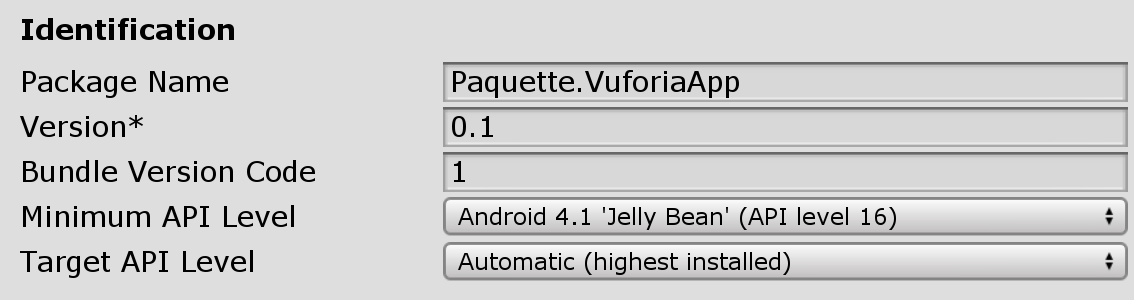 Identification
Package Name Paquette.VuforiaApp
Version* 0.1
Bundle Version Code 1
Minimum API Level Android 4.1 'Jelly Bean' (API level 16)
Target API Level Automatic (highest installed)